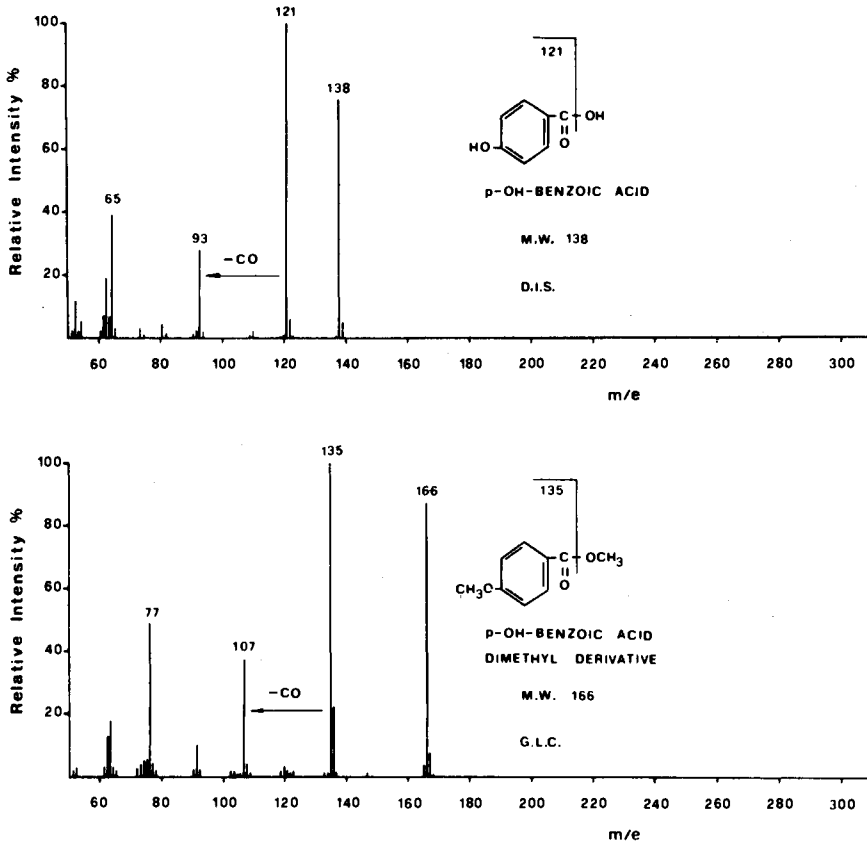 Relative Intensity %
100
80
60
40
20
65
93
-CO
121
138
121
HO
C
OH
O
p-OH-BENZOIC ACID
M.W. 138
D.I.S.
60 80 100 120 140 160 180 200 220 240 260 280 300
m/e
Relative Intensity %
100
80
60
40
20
77
107
-CO
135
166
135
CH3O
C
OCH3
O
p-OH-BENZOIC ACID
DIMETHYL DERIVATIVE
M.W. 166
G.L.C.
60 80 100 120 140 160 180 200 220 240 260 280 300
m/e